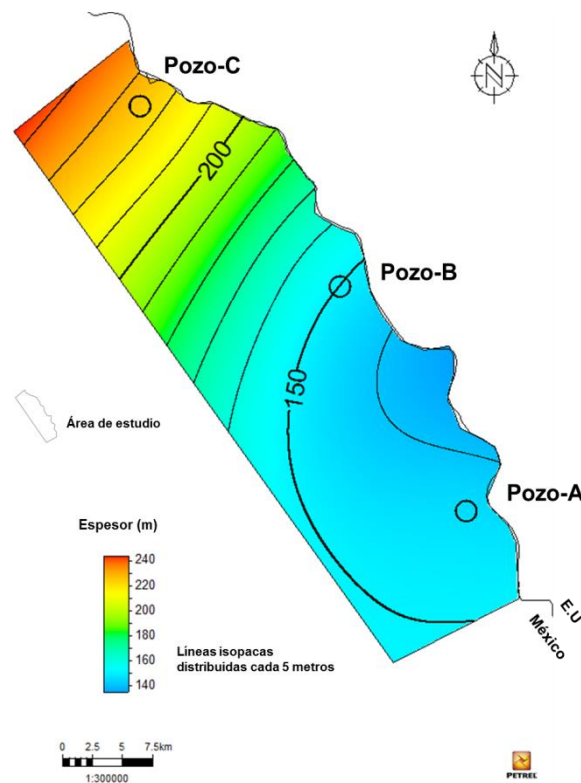 Pozo-C
N
200
Pozo-B
150
Área de estudio
Pozo-A
Espesor (m)
240
220
200
180
160
140
Líneas isopacas
distribuidas cada 5 metros
E.U
México
0 2.5 5 7.5km
1:300000
PETREL